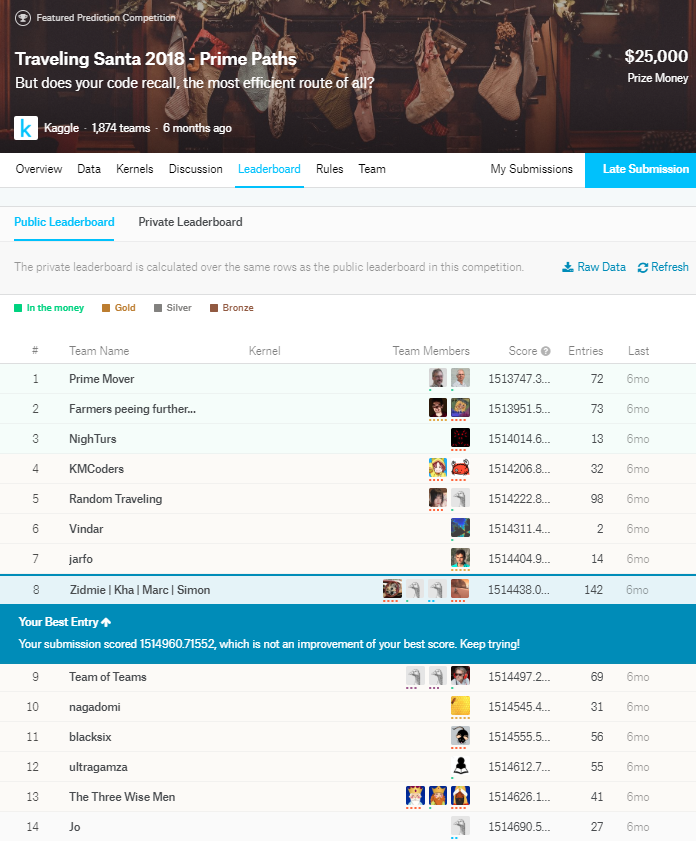 Featured Prediction Competition
Traveling Santa 2018 - Prime Paths
$25,000
But does your code recall, the most efficient route of all?
Prize Money
k Kaggle · 1,874 teams · 6 months ago
Overview Data Kernels Discussion Leaderboard Rules Team My Submissions Late Submission
Public Leaderboard Private Leaderboard
The private leaderboard is calculated over the same rows as the public leaderboard in this competition. Raw Data Refresh
In the money Gold Silver Bronze
# Team Name Kernel Team Members Score ? Entries Last
1 Prime Mover 1513747.3... 72 6mo
2 Farmers peeing further... 1513951.5... 73 6mo
3 NighTurs 1514014.6... 13 6mo
4 KMCoders 1514206.8... 32 6mo
5 Random Traveling 1514222.8... 98 6mo
6 Vindar 1514311.4... 2 6mo
7 jarfo 1514404.9... 14 6mo
8 Zidmie | Kha | Marc | Simon 1514438.0... 142 6mo
Your Best Entry
Your submission scored 1514960.71552, which is not an improvement of your best score. Keep trying!
9 Team of Teams 1514497.2... 69 6mo
10 nagadomi 1514545.4... 31 6mo
11 blacksix 1514555.5... 56 6mo
12 ultragamza 1514612.7... 55 6mo
13 The Three Wise Men 1514626.1... 41 6mo
14 Jo 1514690.5... 27 6mo